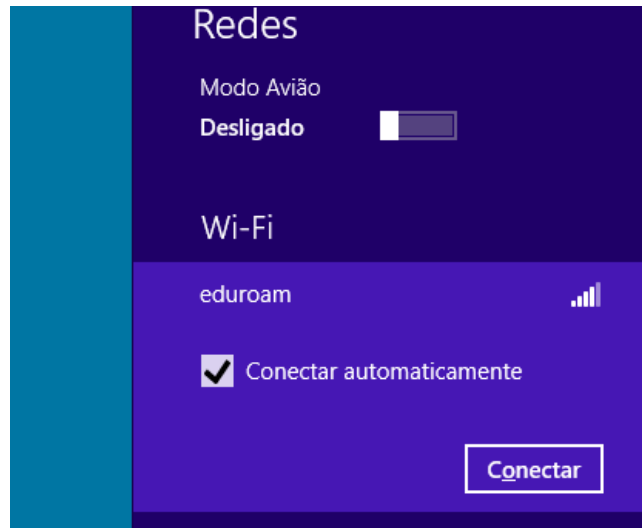 Redes
Modo Avião
Desligado
Wi-Fi
eduroam
Conectar automaticamente
Conectar